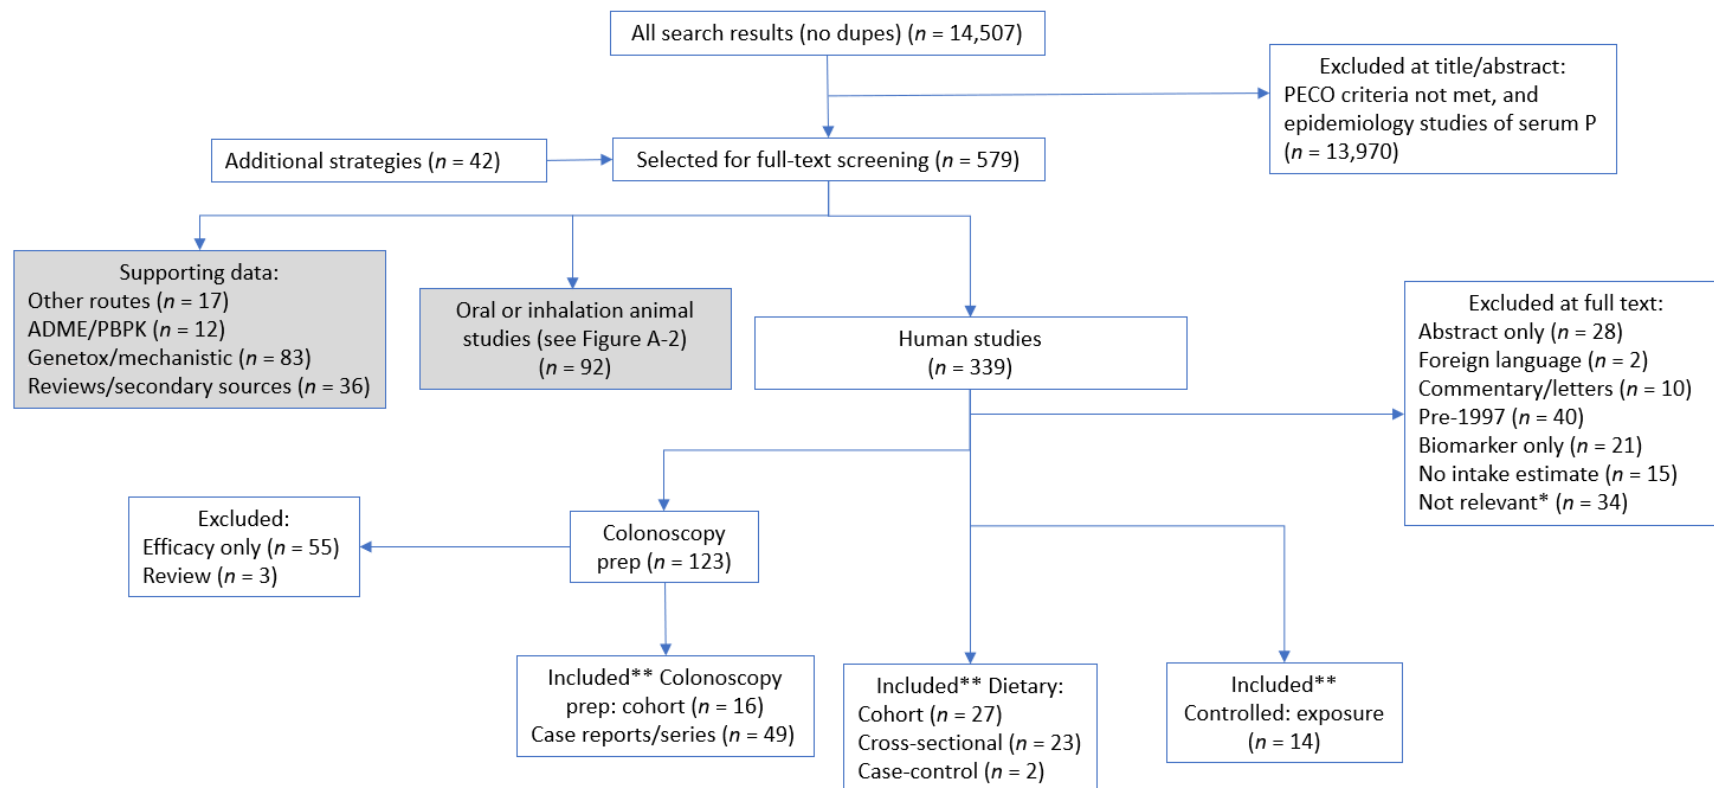 All search results (no dupes) (n = 14,507)
Excluded at title/abstract:
PECO criteria not met, and
epidemiology studies of serum P
(n = 13,970)
Additional strategies (n = 42)
Selected for full-text screening (n = 579)
Supporting data:
Other routes (n = 17)
ADME/PBPK (n = 12)
Genetox/mechanistic (n = 83)
Reviews/secondary sources (n = 36)
Oral or inhalation animal
studies (see Figure A-2)
(n = 92)
Human studies
(n = 339)
Excluded at full text:
Abstract only (n = 28)
Foreign language (n = 2)
Commentary/letters (n = 10)
Pre-1997 (n = 40)
Biomarker only (n = 21)
No intake estimate (n = 15)
Not relevant* (n = 34)
Excluded:
Efficacy only (n = 55)
Review (n = 3)
Colonoscopy
prep (n = 123)
Included** Colonoscopy
prep: cohort (n = 16)
Case reports/series (n = 49)
Included** Dietary:
Cohort (n = 27)
Cross-sectional (n = 23)
Case-control (n = 2)
Included**
Controlled: exposure
(n = 14)